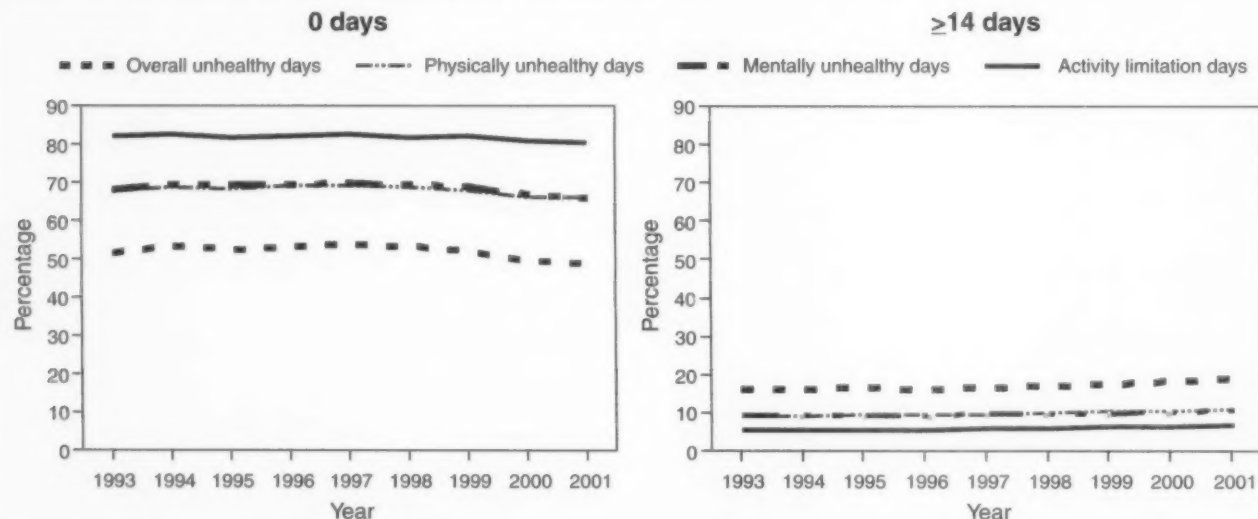 0 days
≥14 days
Overall unhealthy days Physically unhealthy days Mentally unhealthy days Activity limitation days
90
80
70
60
50
40
30
20
10
0
Percentage
1993 1994 1995 1996 1997 1998 1999 2000 2001
Year
90
80
70
60
50
40
30
20
10
0
Percentage
1993 1994 1995 1996 1997 1998 1999 2000 2001
Year